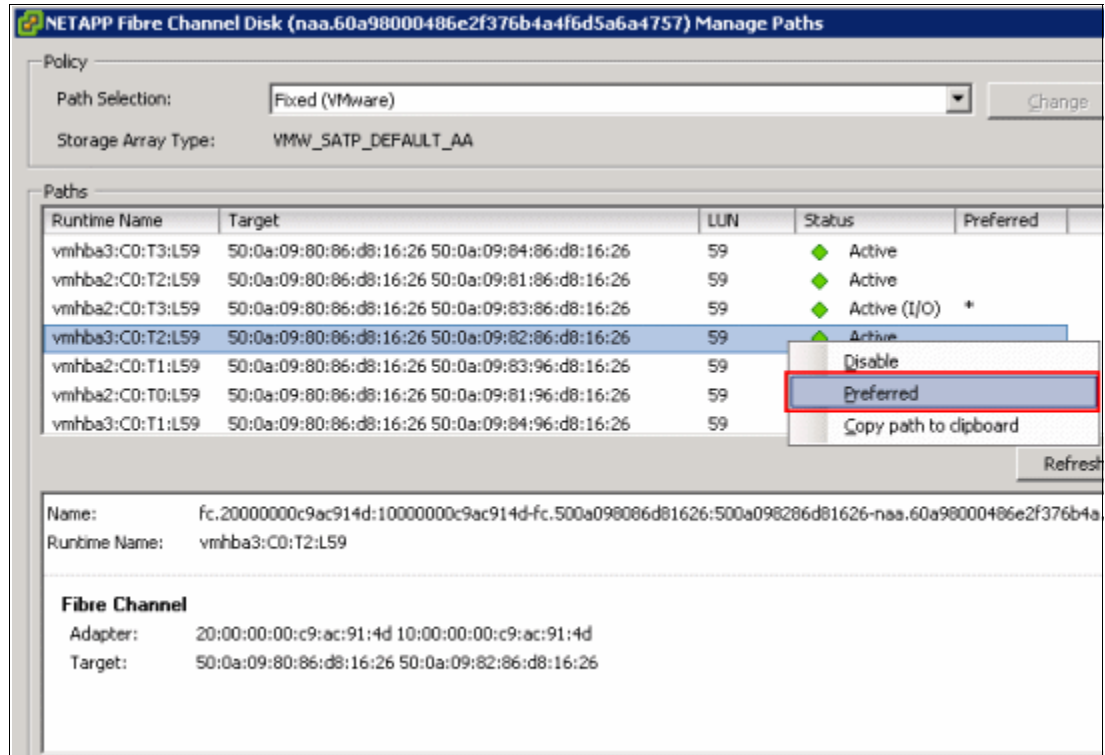 NETAPP Fibre Channel Disk (naa.60a98000486e2f376b4a4f6d5a6a4757) Manage Paths
Policy
Path Selection: Fixed (VMware) Change
Storage Array Type: VMW_SATP_DEFAULT_AA
Paths
Runtime Name Target LUN Status Preferred
vmhba3:C0:T3:L59 50:0a:09:80:86:d8:16:26 50:0a:09:84:86:d8:16:26 59 Active
vmhba2:C0:T2:L59 50:0a:09:80:86:d8:16:26 50:0a:09:81:86:d8:16:26 59 Active
vmhba2:C0:T3:L59 50:0a:09:80:86:d8:16:26 50:0a:09:83:86:d8:16:26 59 Active (I/O) *
vmhba3:C0:T2:L59 50:0a:09:80:86:d8:16:26 50:0a:09:82:86:d8:16:26 59 Active
vmhba2:C0:T1:L59 50:0a:09:80:86:d8:16:26 50:0a:09:83:96:d8:16:26 59
vmhba2:C0:T0:L59 50:0a:09:80:86:d8:16:26 50:0a:09:81:96:d8:16:26 59
vmhba3:C0:T1:L59 50:0a:09:80:86:d8:16:26 50:0a:09:84:96:d8:16:26 59
Disable
Preferred
Copy path to clipboard
Refresh
Name: fc.20000000c9ac914d:10000000c9ac914d-fc.500a098086d81626:500a098286d81626-naa.60a98000486e2f376b4a.
Runtime Name: vmhba3:C0:T2:L59
Fibre Channel
Adapter: 20:00:00:00:c9:ac:91:4d 10:00:00:00:c9:ac:91:4d
Target: 50:0a:09:80:86:d8:16:26 50:0a:09:82:86:d8:16:26